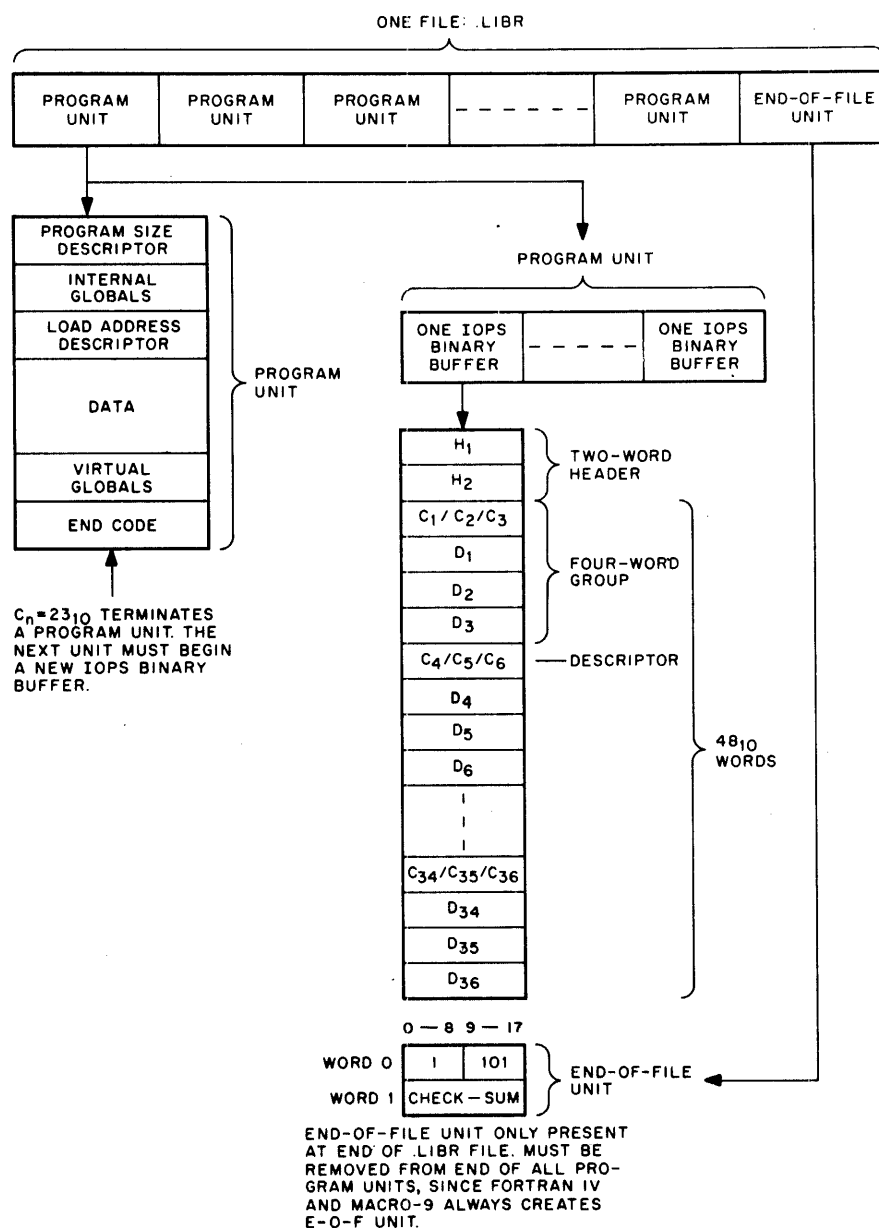 ONE FILE: .LIBR
PROGRAM UNIT
PROGRAM UNIT
PROGRAM UNIT
PROGRAM UNIT
END-OF-FILE UNIT
PROGRAM SIZE
DESCRIPTOR
INTERNAL
GLOBALS
LOAD ADDRESS
DESCRIPTOR
DATA
VIRTUAL
GLOBALS
END CODE
PROGRAM
UNIT
Cn=23₁₀ TERMINATES
A PROGRAM UNIT. THE
NEXT UNIT MUST BEGIN
A NEW IOPS BINARY
BUFFER.
PROGRAM UNIT
ONE IOPS
BINARY
BUFFER
ONE IOPS
BINARY
BUFFER
H₁
H₂
TWO-WORD
HEADER
C₁/C₂/C₃
D₁
D₂
D₃
FOUR-WORD
GROUP
C₄/C₅/C₆
DESCRIPTOR
D₄
D₅
D₆
C₃₄/C₃₅/C₃₆
D₃₄
D₃₅
D₃₆
48₁₀
WORDS
0 — 8 9 — 17
WORD 0 1 101
WORD 1 CHECK — SUM
END-OF-FILE
UNIT
END-OF-FILE UNIT ONLY PRESENT
AT END OF .LIBR FILE. MUST BE
REMOVED FROM END OF ALL PRO-
GRAM UNITS, SINCE FORTRAN IV
AND MACRO-9 ALWAYS CREATES
E-O-F UNIT.